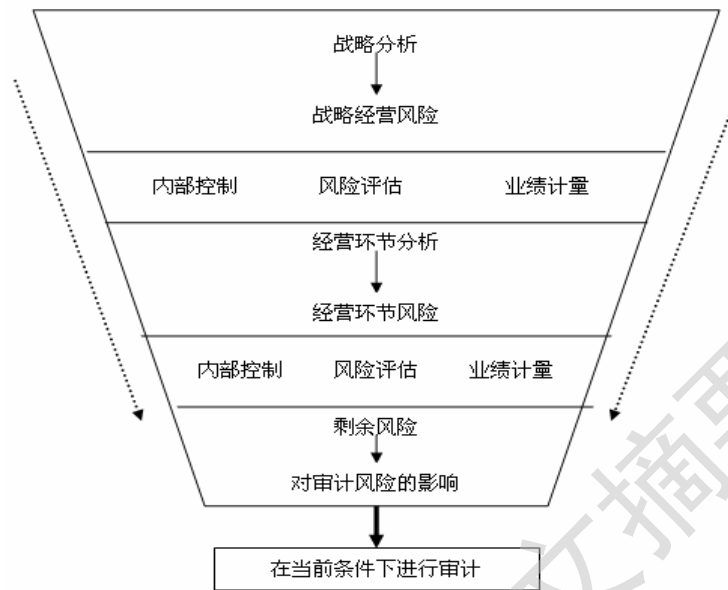 战略分析
战略经营风险
内部控制 风险评估 业绩计量
经营环节分析
经营环节风险
内部控制 风险评估 业绩计量
剩余风险
对审计风险的影响
在当前条件下进行审计
文摘要